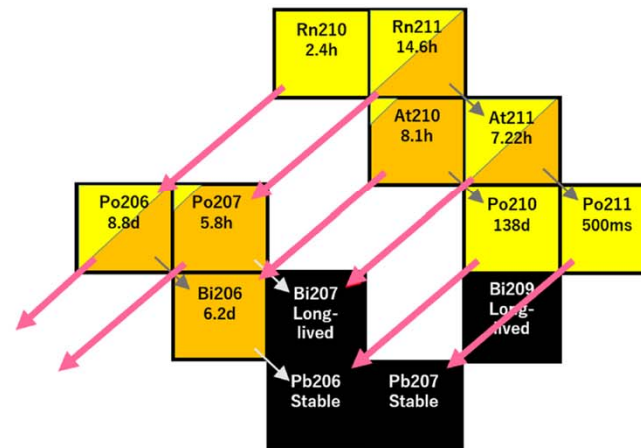 Rn210
2.4h
Rn211
14.6h
At210
8.1h
At211
7.22h
Po206
8.8d
Po207
5.8h
Po210
138d
Po211
500ms
Bi206
6.2d
Bi207
Long-
lived
Bi209
Long-
lived
Pb206
Stable
Pb207
Stable